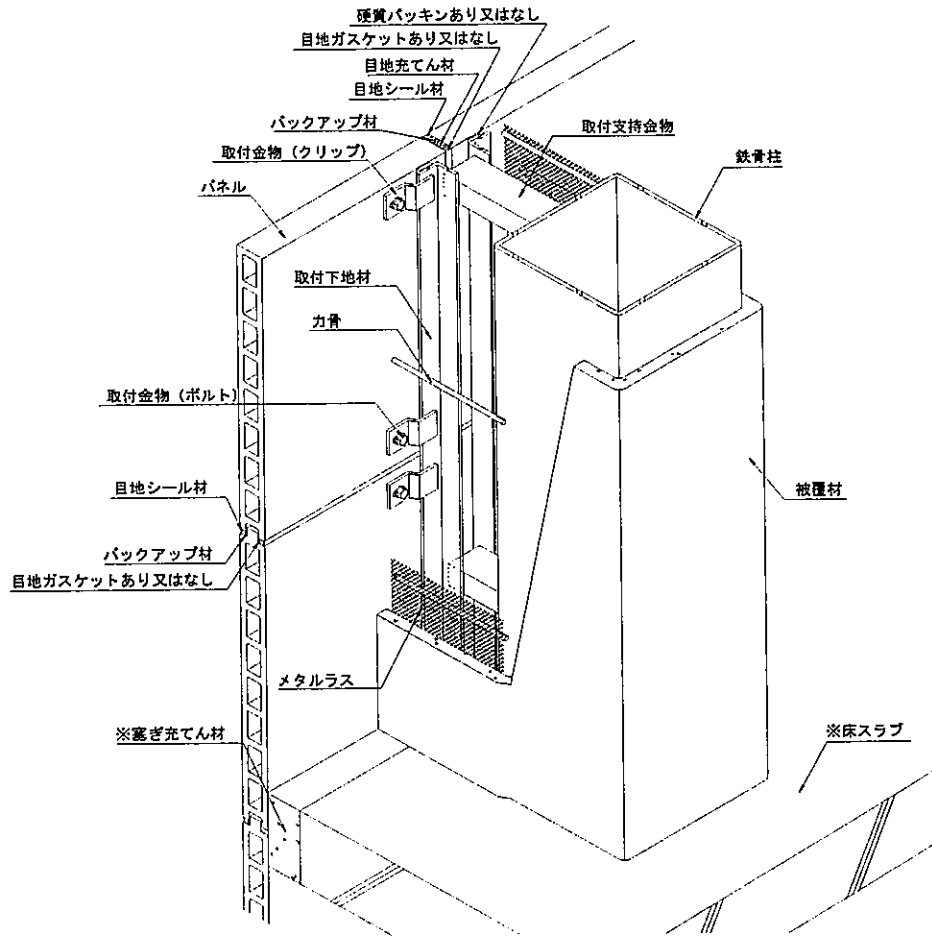 硬質パッキンあり又はなし
目地ガスケットあり又はなし
目地充てん材
目地シール材
バックアップ材
取付金物(クリップ)
パネル
取付支持金物
鉄骨柱
取付下地材
力骨
取付金物(ボルト)
目地シール材
バックアップ材
目地ガスケットあり又はなし
被覆材
メタルラス
※塞ぎ充てん材
※床スラブ